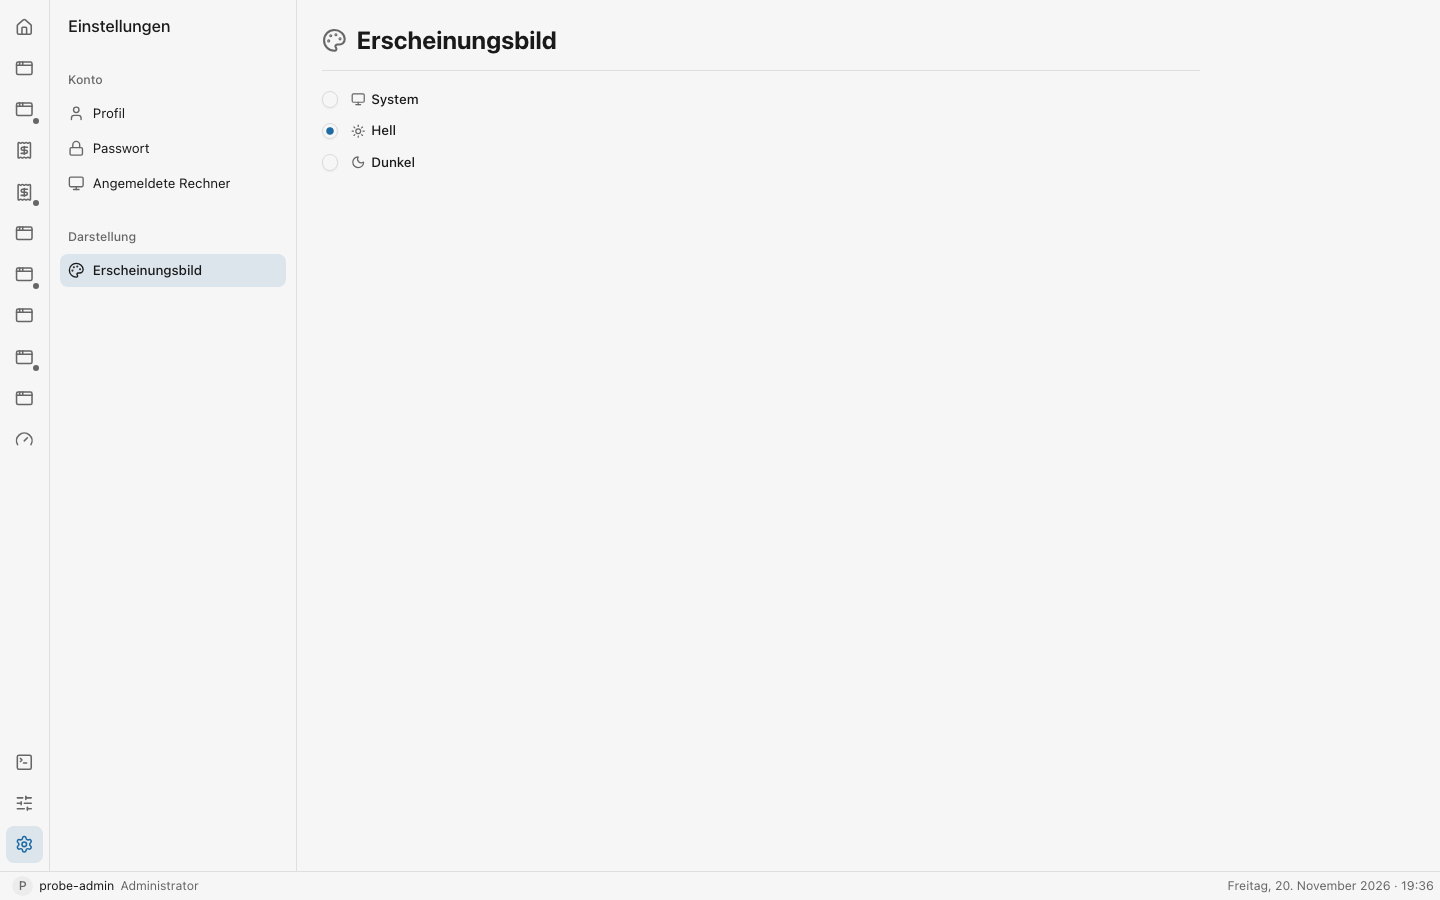 Einstellungen
Konto
Profil
Passwort
Angemeldete Rechner
Darstellung
Erscheinungsbild
Erscheinungsbild
System
Hell
Dunkel
P probe-admin Administrator
Freitag, 20. November 2026 · 19:36